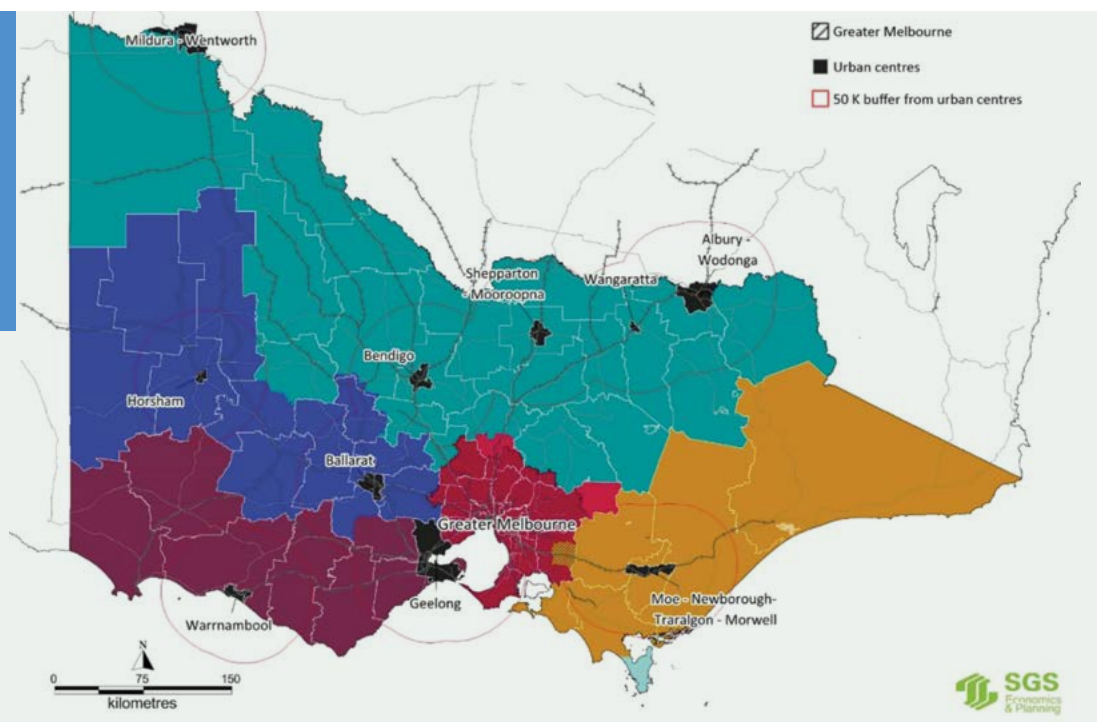 Mildura - Wentworth
Greater Melbourne
Urban centres
50 K buffer from urban centres
Albury -
Wodonga
Shepparton
- Mooroopna
Wangaratta
Bendigo
Horsham
Ballarat
Greater Melbourne
Geelong
Warrnambool
Moe - Newborough-
Traralgon - Morwell
N
0 75 150
kilometres
SGS
Economics
& Planning